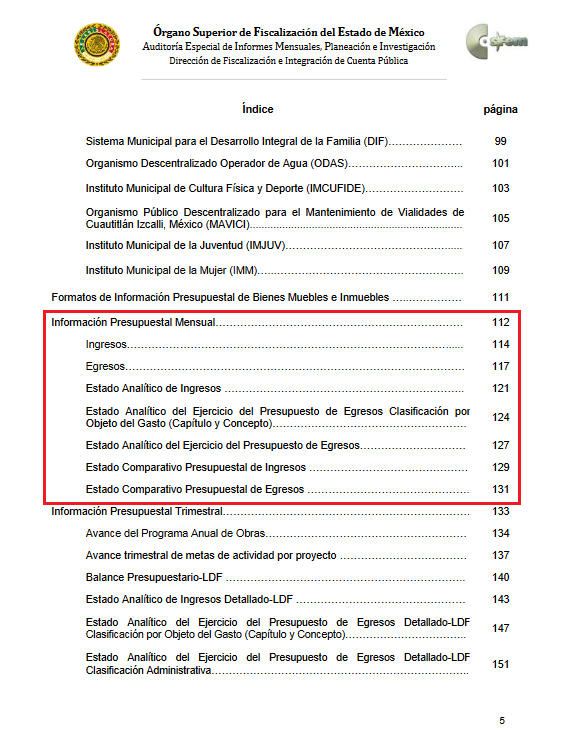 Órgano Superior de Fiscalización del Estado de México
Auditoría Especial de Informes Mensuales, Planeación e Investigación
Dirección de Fiscalización e Integración de Cuenta Pública
osfem
Índice página
Sistema Municipal para el Desarrollo Integral de la Familia (DIF)………………… 99
Organismo Descentralizado Operador de Agua (ODAS)…………………….... 101
Instituto Municipal de Cultura Física y Deporte (IMCUFIDE)…………………… 103
Organismo Público Descentralizado para el Mantenimiento de Vialidades de
Cuautitlán Izcalli, México (MAVICI)........................................................................ 105
Instituto Municipal de la Juventud (IMJUV)………………………………….... 107
Instituto Municipal de la Mujer (IMM)……………………………………………. 109
Formatos de Información Presupuestal de Bienes Muebles e Inmuebles ………………… 111
Información Presupuestal Mensual……………………………………………… 112
Ingresos…………………………………………………………………….... 114
Egresos……………………………………………………………………… 117
Estado Analítico de Ingresos …………………………………………… 121
Estado Analítico del Ejercicio del Presupuesto de Egresos Clasificación por
Objeto del Gasto (Capítulo y Concepto)…………………………………… 124
Estado Analítico del Ejercicio del Presupuesto de Egresos………………… 127
Estado Comparativo Presupuestal de Ingresos …………………………… 129
Estado Comparativo Presupuestal de Egresos …………………………… 131
Información Presupuestal Trimestral…………………………………………… 133
Avance del Programa Anual de Obras…………………………………… 134
Avance trimestral de metas de actividad por proyecto ……………………… 137
Balance Presupuestario-LDF …………………………………………… 140
Estado Analítico de Ingresos Detallado-LDF ……………………………… 143
Estado Analítico del Ejercicio del Presupuesto de Egresos Detallado-LDF
Clasificación por Objeto del Gasto (Capítulo y Concepto)……………………… 147
Estado Analítico del Ejercicio del Presupuesto de Egresos Detallado-LDF
Clasificación Administrativa……………………………………………….. 151
5